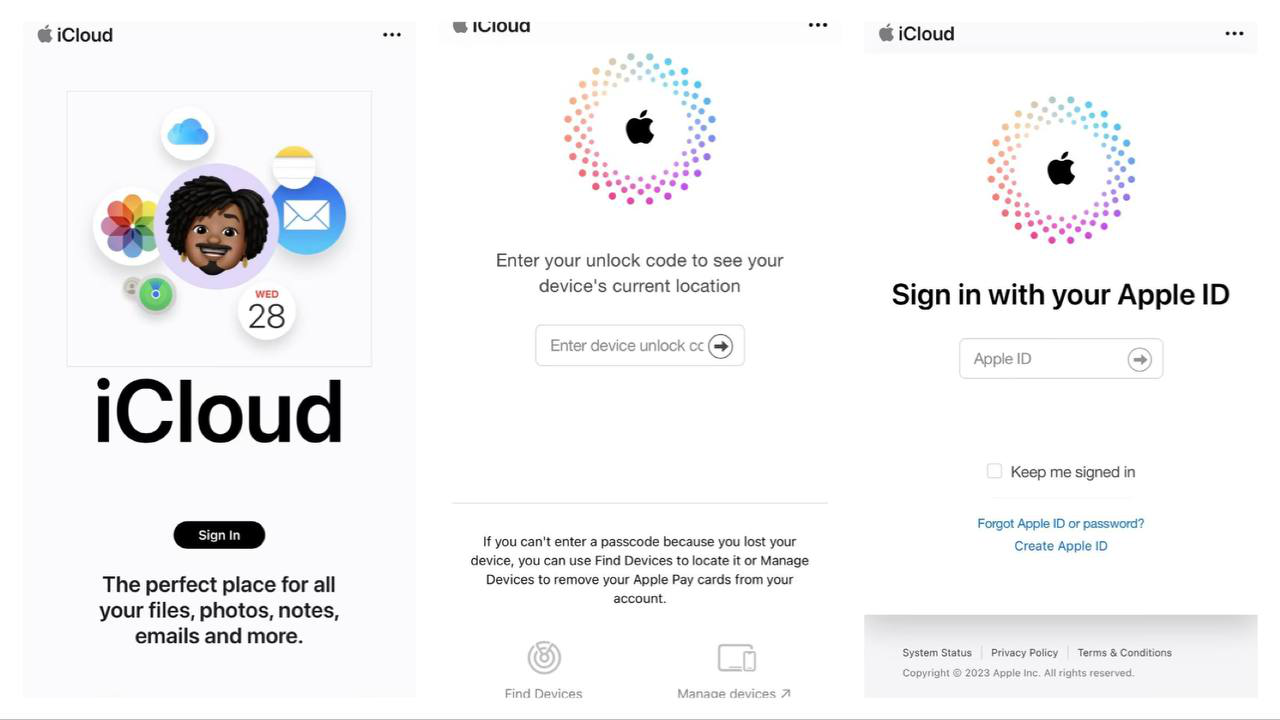 iCloud
WED
28
iCloud
Sign In
The perfect place for all
your files, photos, notes,
emails and more.
iCloud
Enter your unlock code to see your
device's current location
Enter device unlock cc
If you can't enter a passcode because you lost your
device, you can use Find Devices to locate it or Manage
Devices to remove your Apple Pay cards from your
account.
Find Devices
Manage devices ↗
iCloud
Sign in with your Apple ID
Apple ID
Keep me signed in
Forgot Apple ID or password?
Create Apple ID
System Status | Privacy Policy | Terms & Conditions
Copyright © 2023 Apple Inc. All rights reserved.